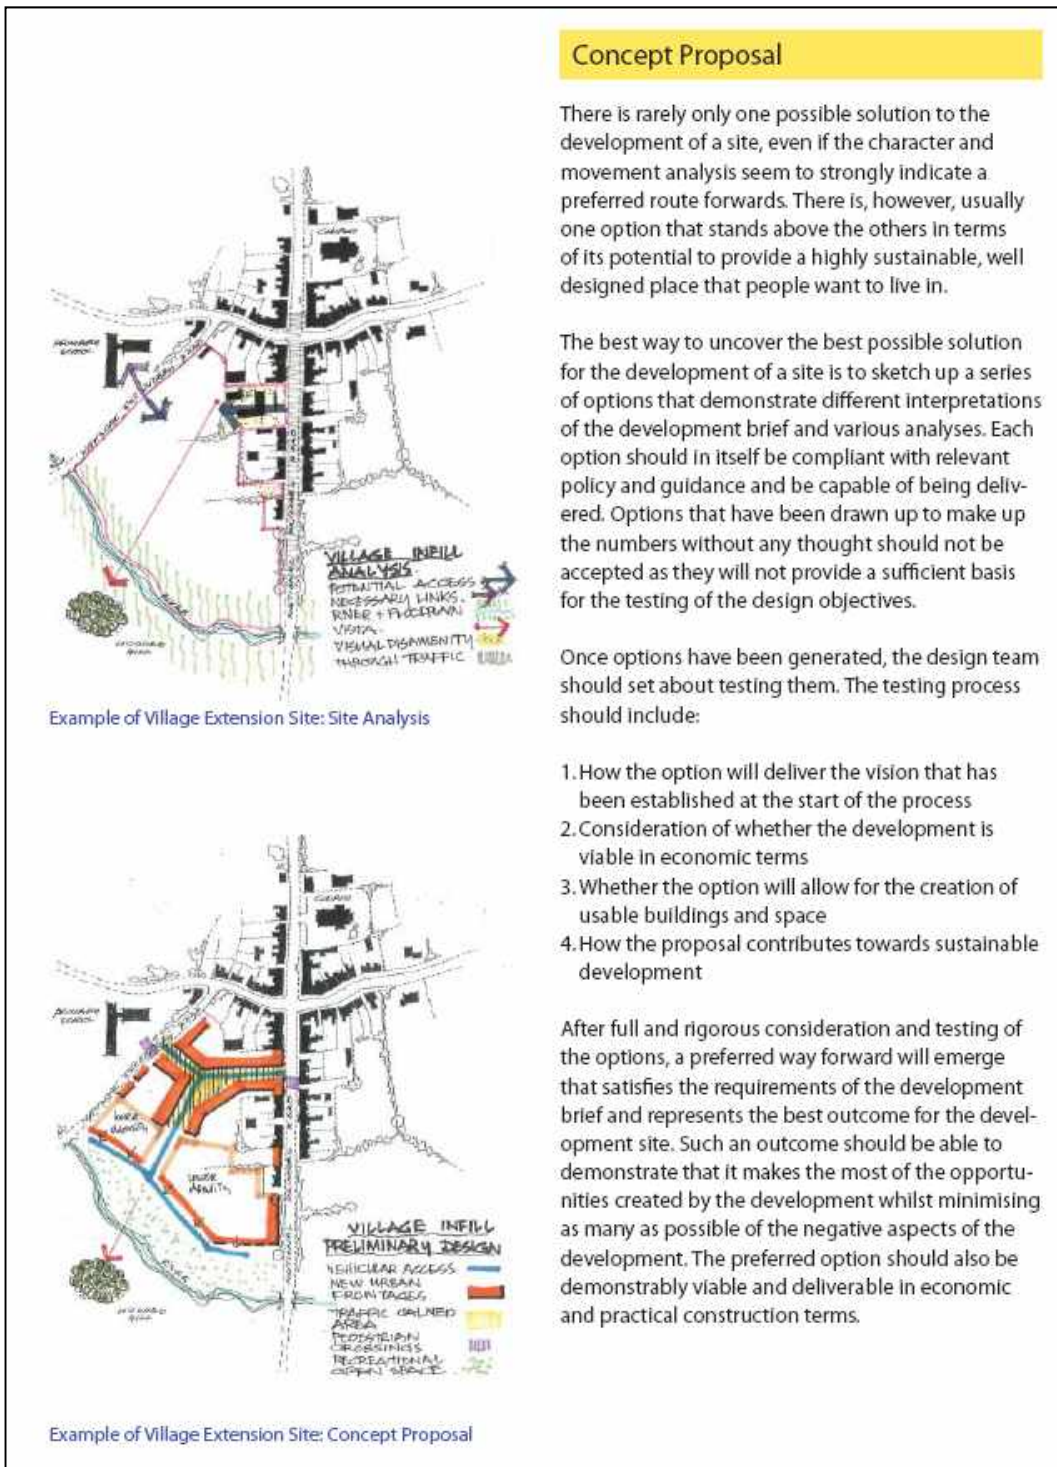 Concept Proposal
There is rarely only one possible solution to the
development of a site, even if the character and
movement analysis seem to strongly indicate a
preferred route forwards. There is, however, usually
one option that stands above the others in terms
of its potential to provide a highly sustainable, well
designed place that people want to live in.
The best way to uncover the best possible solution
for the development of a site is to sketch up a series
of options that demonstrate different interpretations
of the development brief and various analyses. Each
option should in itself be compliant with relevant
policy and guidance and be capable of being deliv-
ered. Options that have been drawn up to make up
the numbers without any thought should not be
accepted as they will not provide a sufficient basis
for the testing of the design objectives.
Once options have been generated, the design team
should set about testing them. The testing process
should include:
1. How the option will deliver the vision that has
been established at the start of the process
2. Consideration of whether the development is
viable in economic terms
3. Whether the option will allow for the creation of
usable buildings and space
4. How the proposal contributes towards sustainable
development
After full and rigorous consideration and testing of
the options, a preferred way forward will emerge
that satisfies the requirements of the development
brief and represents the best outcome for the devel-
opment site. Such an outcome should be able to
demonstrate that it makes the most of the opportu-
nities created by the development whilst minimising
as many as possible of the negative aspects of the
development. The preferred option should also be
demonstrably viable and deliverable in economic
and practical construction terms.
CHURCH
PRIMARY
SCHOOL
RIVER
WOODED
HILL
VILLAGE INFILL
ANALYSIS
POTENTIAL ACCESS
NECESSARY LINKS
RIVER + FLOODPLAIN
VISTA
VISUAL DISAMENITY
THROUGH TRAFFIC
Example of Village Extension Site: Site Analysis
CHURCH
PRIMARY
SCHOOL
HIGHER
DENSITY
LOWER
DENSITY
RIVER
WOODED
HILL
VILLAGE INFILL
PRELIMINARY DESIGN
VEHICULAR ACCESS
NEW URBAN
FRONTAGES
TRAFFIC CALMED
AREA
PEDESTRIAN
CROSSINGS
RECREATIONAL
OPEN SPACE
Example of Village Extension Site: Concept Proposal